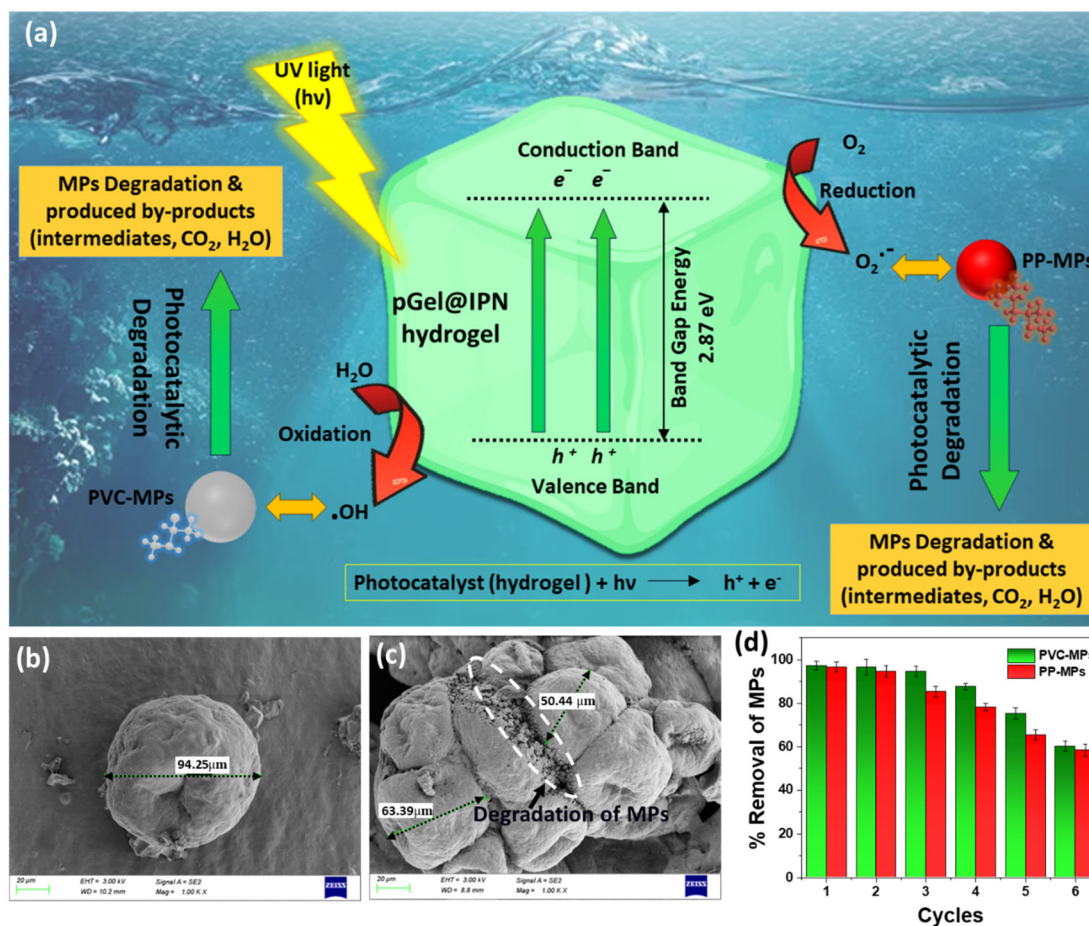 (a)
UV light
(hν)
MPs Degradation &
produced by-products
(intermediates, CO₂, H₂O)
Photocatalytic
Degradation
PVC-MPs
.OH
H₂O
Oxidation
pGel@IPN
hydrogel
Conduction Band
e⁻ e⁻
Band Gap Energy
2.87 eV
h⁺ h⁺
Valence Band
O₂
Reduction
O₂·⁻
PP-MPs
Photocatalytic
Degradation
MPs Degradation &
produced by-products
(intermediates, CO₂, H₂O)
Photocatalyst (hydrogel) + hν ⟶ h⁺ + e⁻
(b)
94.25μm
20 μm
EHT = 3.00 kV
WD = 10.2 mm
Signal A = SE2
Mag = 1.00 K X
ZEISS
(c)
50.44 μm
63.39μm
Degradation of MPs
20 μm
EHT = 3.00 kV
WD = 8.8 mm
Signal A = SE2
Mag = 1.00 K X
ZEISS
(d)
PVC-MPs
PP-MPs
% Removal of MPs
100
80
60
40
20
0
1 2 3 4 5 6
Cycles